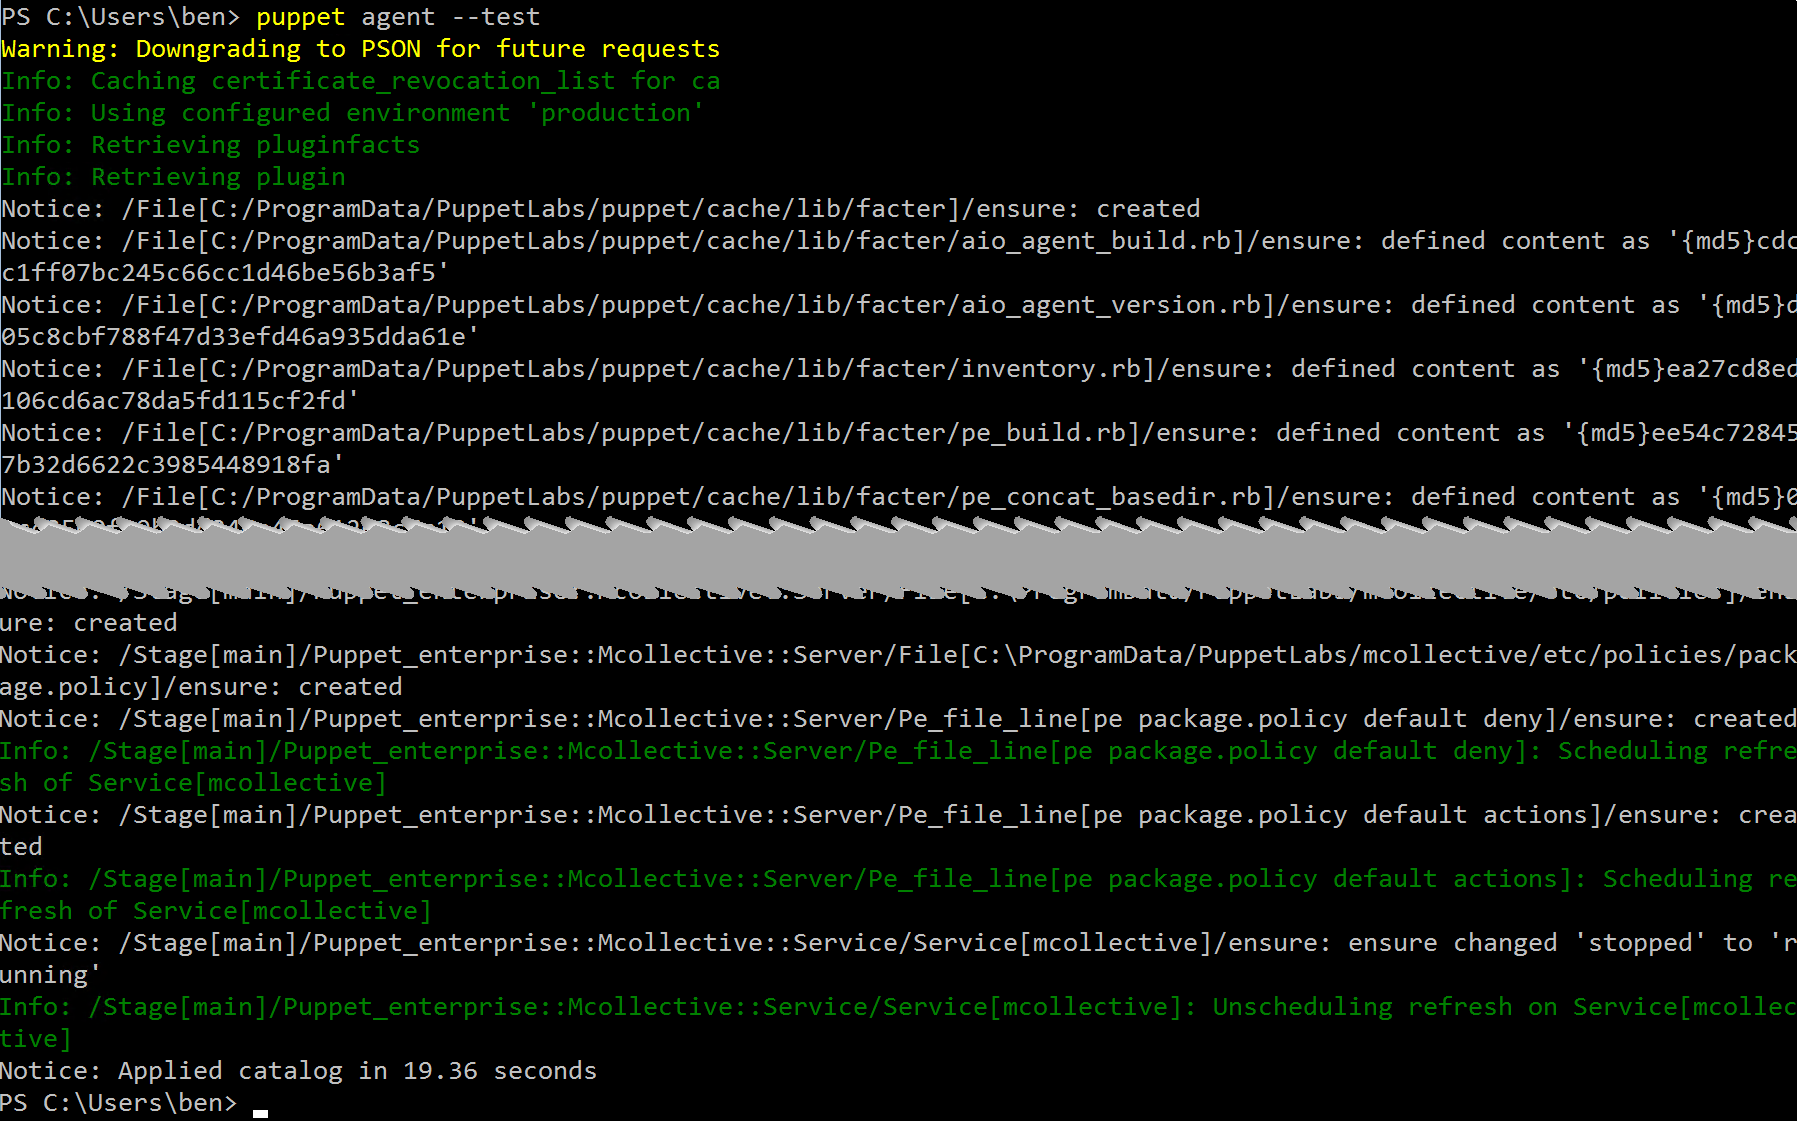 PS C:\Users\ben> puppet agent --test
Warning: Downgrading to PSON for future requests
Info: Caching certificate_revocation_list for ca
Info: Using configured environment 'production'
Info: Retrieving pluginfacts
Info: Retrieving plugin
Notice: /File[C:/ProgramData/PuppetLabs/puppet/cache/lib/facter]/ensure: created
Notice: /File[C:/ProgramData/PuppetLabs/puppet/cache/lib/facter/aio_agent_build.rb]/ensure: defined content as '{md5}cdc
c1ff07bc245c66cc1d46be56b3af5'
Notice: /File[C:/ProgramData/PuppetLabs/puppet/cache/lib/facter/aio_agent_version.rb]/ensure: defined content as '{md5}d
05c8cbf788f47d33efd46a935dda61e'
Notice: /File[C:/ProgramData/PuppetLabs/puppet/cache/lib/facter/inventory.rb]/ensure: defined content as '{md5}ea27cd8ed
106cd6ac78da5fd115cf2fd'
Notice: /File[C:/ProgramData/PuppetLabs/puppet/cache/lib/facter/pe_build.rb]/ensure: defined content as '{md5}ee54c72845
7b32d6622c3985448918fa'
Notice: /File[C:/ProgramData/PuppetLabs/puppet/cache/lib/facter/pe_concat_basedir.rb]/ensure: defined content as '{md5}0
ure: created
Notice: /Stage[main]/Puppet_enterprise::Mcollective::Server/File[C:\ProgramData/PuppetLabs/mcollective/etc/policies/pack
age.policy]/ensure: created
Notice: /Stage[main]/Puppet_enterprise::Mcollective::Server/Pe_file_line[pe package.policy default deny]/ensure: created
Info: /Stage[main]/Puppet_enterprise::Mcollective::Server/Pe_file_line[pe package.policy default deny]: Scheduling refre
sh of Service[mcollective]
Notice: /Stage[main]/Puppet_enterprise::Mcollective::Server/Pe_file_line[pe package.policy default actions]/ensure: crea
ted
Info: /Stage[main]/Puppet_enterprise::Mcollective::Server/Pe_file_line[pe package.policy default actions]: Scheduling re
fresh of Service[mcollective]
Notice: /Stage[main]/Puppet_enterprise::Mcollective::Service/Service[mcollective]/ensure: ensure changed 'stopped' to 'r
unning'
Info: /Stage[main]/Puppet_enterprise::Mcollective::Service/Service[mcollective]: Unscheduling refresh on Service[mcollec
tive]
Notice: Applied catalog in 19.36 seconds
PS C:\Users\ben>